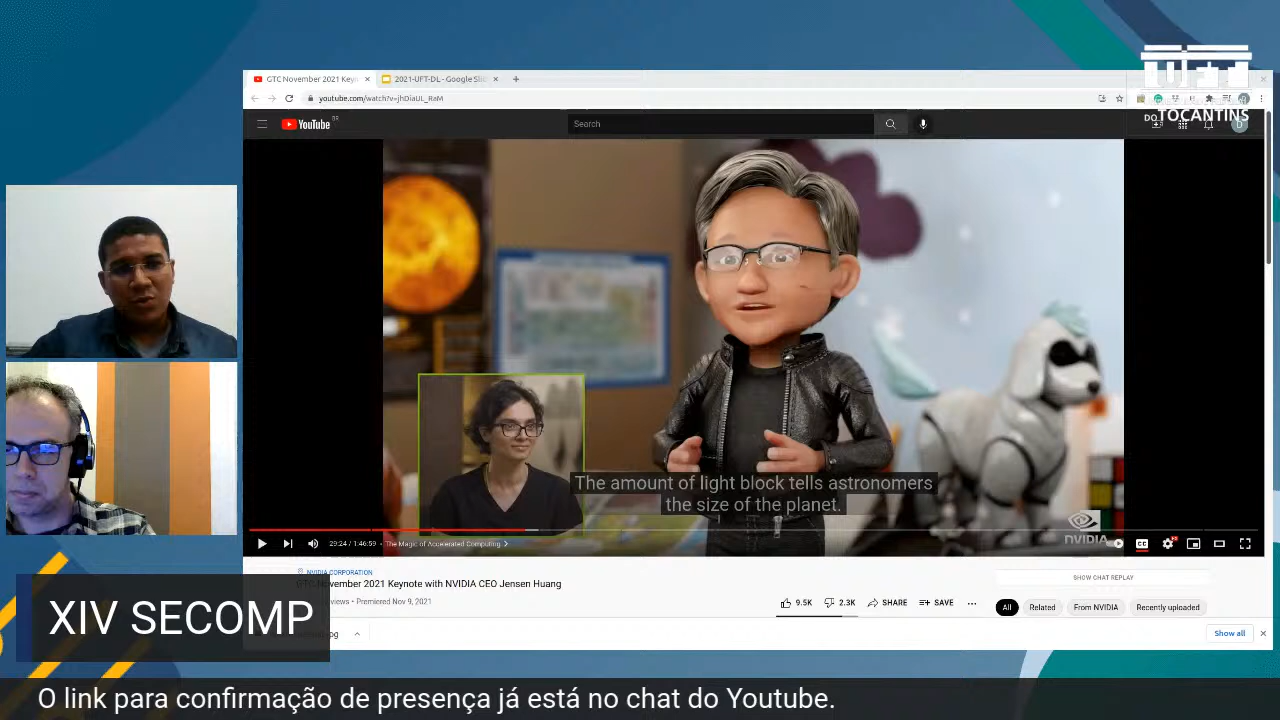 GTC November 2021 Keyn
2021-UFT-DL - Google Slid
youtube.com/watch?v=jhDiaUL_RaM
YouTube
BR
Search
DO TOCANTINS
The amount of light block tells astronomers
the size of the planet.
NVIDIA
29:24 / 1:46:59 • The Magic of Accelerated Computing
NVIDIA CORPORATION
GTC November 2021 Keynote with NVIDIA CEO Jensen Huang
views • Premiered Nov 9, 2021
9.5K
2.3K
SHARE
SAVE
SHOW CHAT REPLAY
All
Related
From NVIDIA
Recently uploaded
XIV SECOMP
Show all
O link para confirmação de presença já está no chat do Youtube.